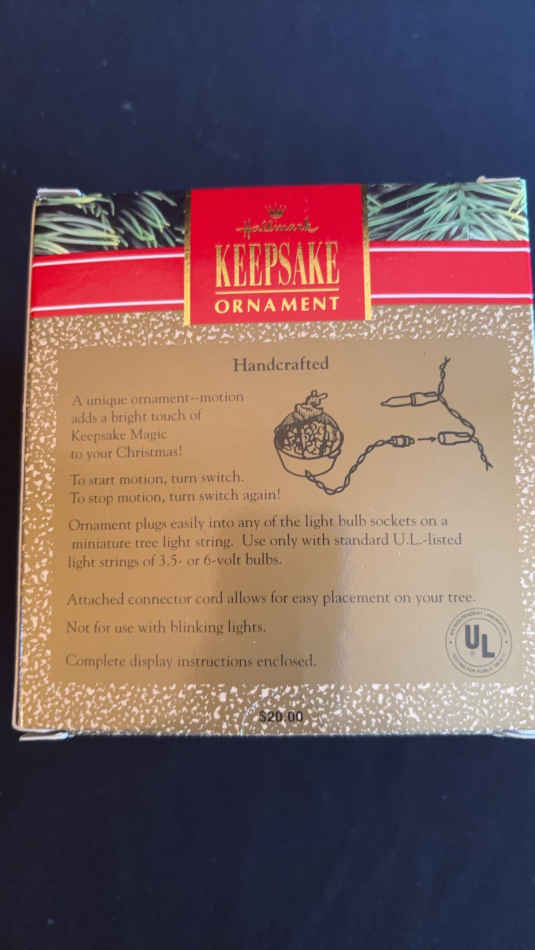 Hallmark
KEEPSAKE
ORNAMENT
Handcrafted
A unique ornament--motion
adds a bright touch of
Keepsake Magic
to your Christmas!
To start motion, turn switch.
To stop motion, turn switch again!
Ornament plugs easily into any of the light bulb sockets on a
miniature tree light string. Use only with standard U.L.-listed
light strings of 3.5- or 6-volt bulbs.
Attached connector cord allows for easy placement on your tree.
Not for use with blinking lights.
UL
Complete display instructions enclosed.
$20.00